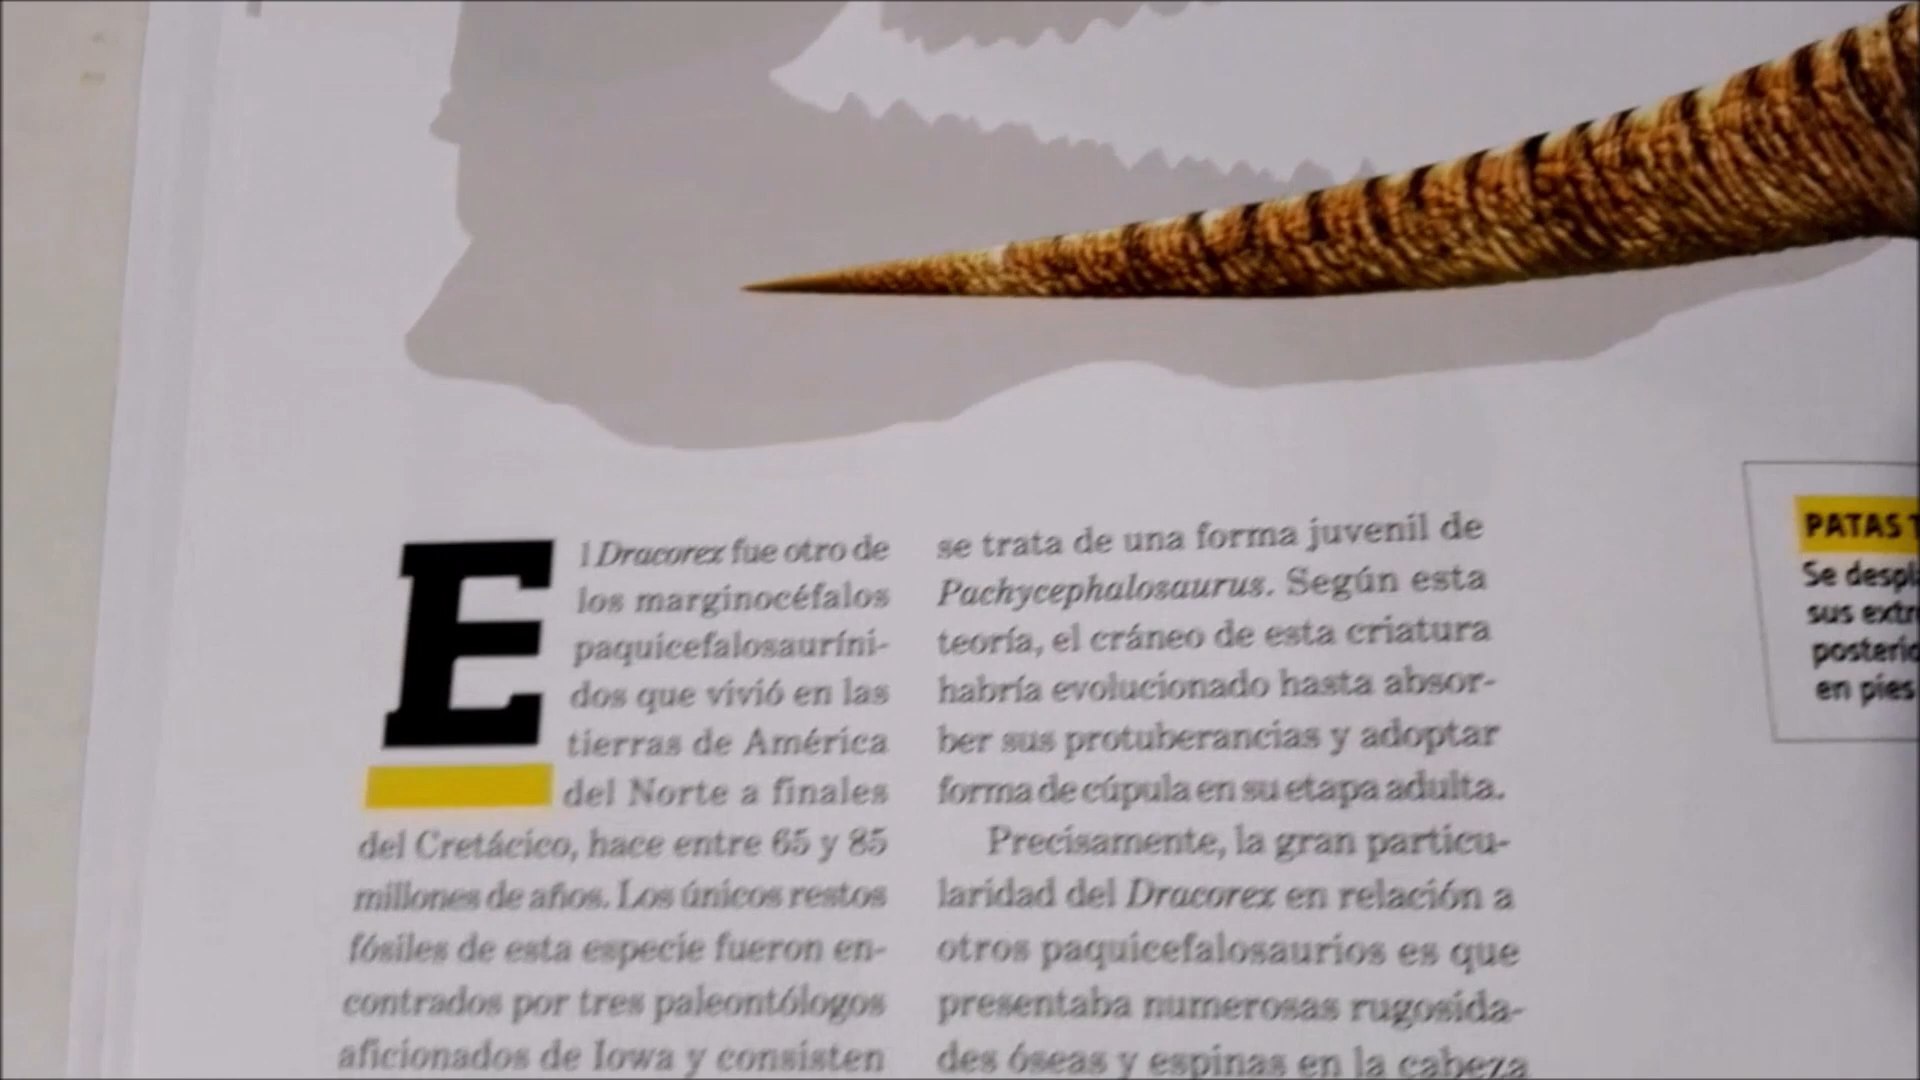 El Dracorex fue otro de
los marginocéfalos
paquicefalosauríni-
dos que vivió en las
tierras de América
del Norte a finales
del Cretácico, hace entre 65 y 85
millones de años. Los únicos restos
fósiles de esta especie fueron en-
contrados por tres paleontólogos
aficionados de Iowa y consisten
se trata de una forma juvenil de
Pachycephalosaurus. Según esta
teoría, el cráneo de esta criatura
habría evolucionado hasta absor-
ber sus protuberancias y adoptar
forma de cúpula en su etapa adulta.
Precisamente, la gran particu-
laridad del Dracorex en relación a
otros paquicefalosaurios es que
presentaba numerosas rugosida-
des óseas y espinas en la cabeza
PATAS
Se
sus
en pies